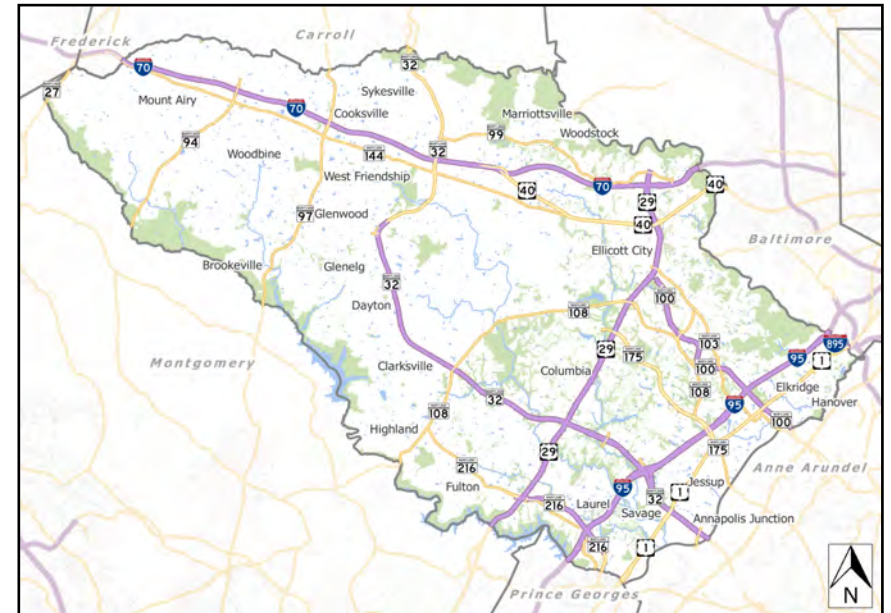 Frederick
Carroll
32
70
27
Mount Airy
70
Sykesville
Cooksville
Marriottsville
99
Woodstock
94
32
144
Woodbine
West Friendship
70
40
29
40
97
Glenwood
40
Ellicott City
Baltimore
Brookeville
Glenelg
32
100
Dayton
108
895
103
95
1
29
175
Montgomery
Clarksville
Columbia
100
Elkridge
108
32
95
Hanover
108
100
Highland
29
175
Anne Arundel
216
Fulton
95
Jessup
1
32
216
Laurel
Savage
Annapolis Junction
216
1
Prince Georges
N